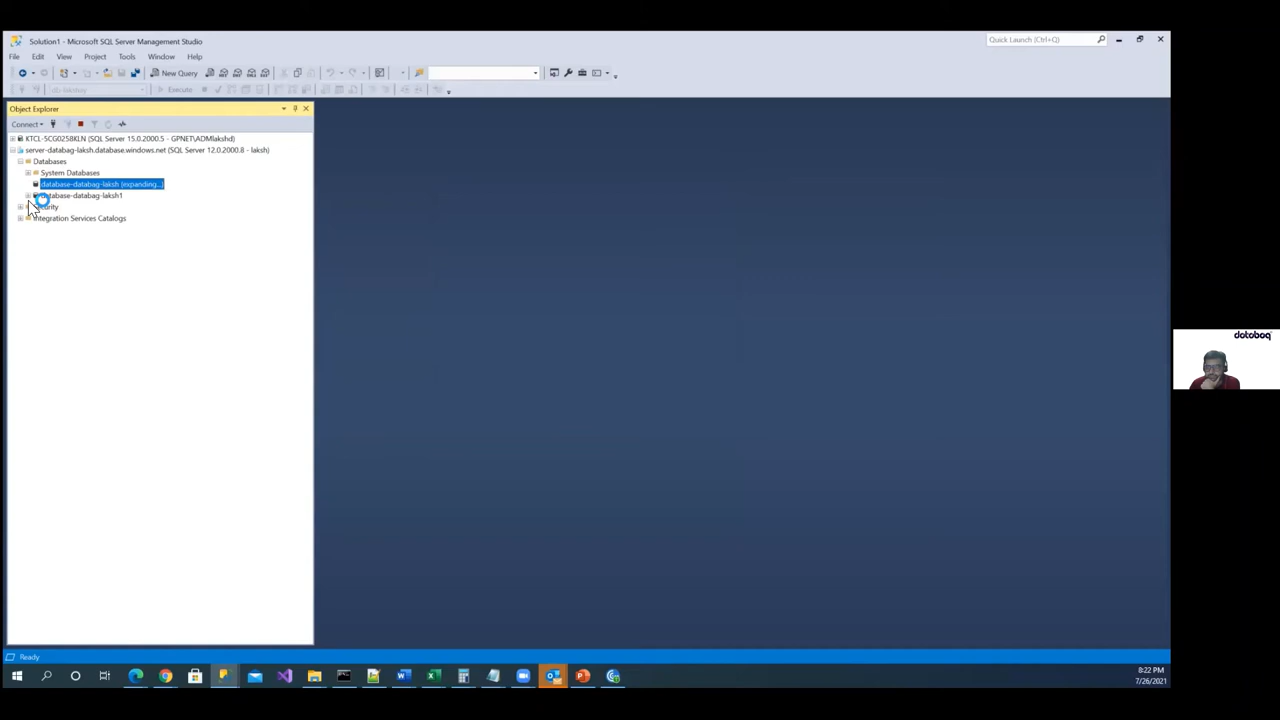 Solution1 - Microsoft SQL Server Management Studio
Quick Launch (Ctrl+Q)
File Edit View Project Tools Window Help
New Query
Execute
Object Explorer
Connect
KTCL-5CG0258KLN (SQL Server 15.0.2000.5 - GPNET\ADMlakshd)
server-databag-laksh.database.windows.net (SQL Server 12.0.2000.8 - laksh)
Databases
System Databases
database-databag-laksh (expanding...)
database-databag-laksh1
Integration Services Catalogs
databag
Ready
8:22 PM
7/26/2021